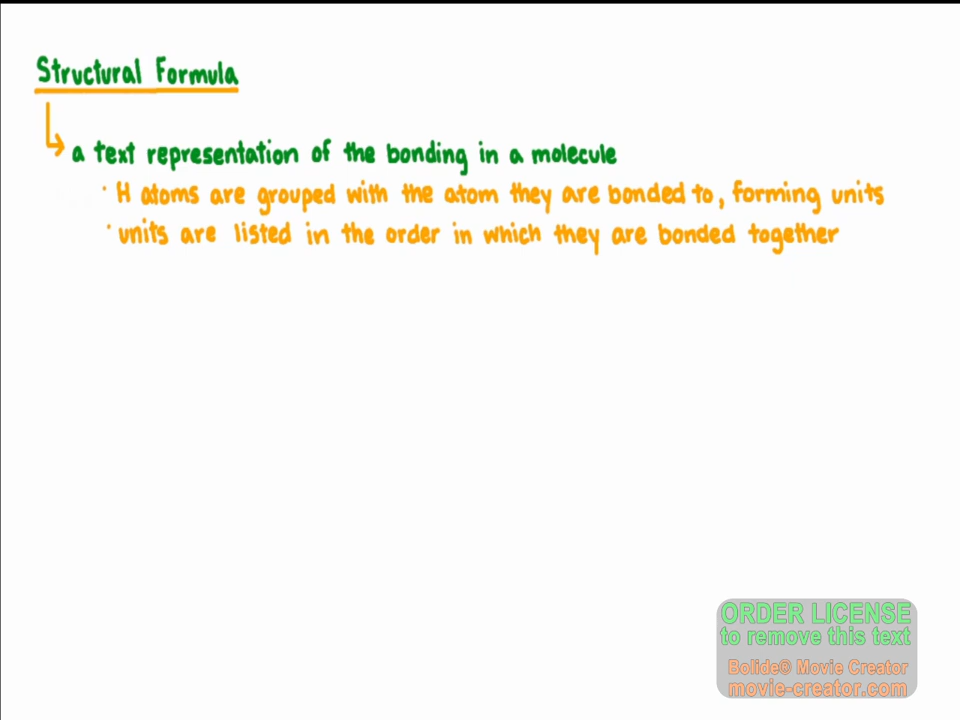 Structural Formula
a text representation of the bonding in a molecule
· H atoms are grouped with the atom they are bonded to, forming units
· units are listed in the order in which they are bonded together
ORDER LICENSE
to remove this text
Bolide® Movie Creator
movie-creator.com